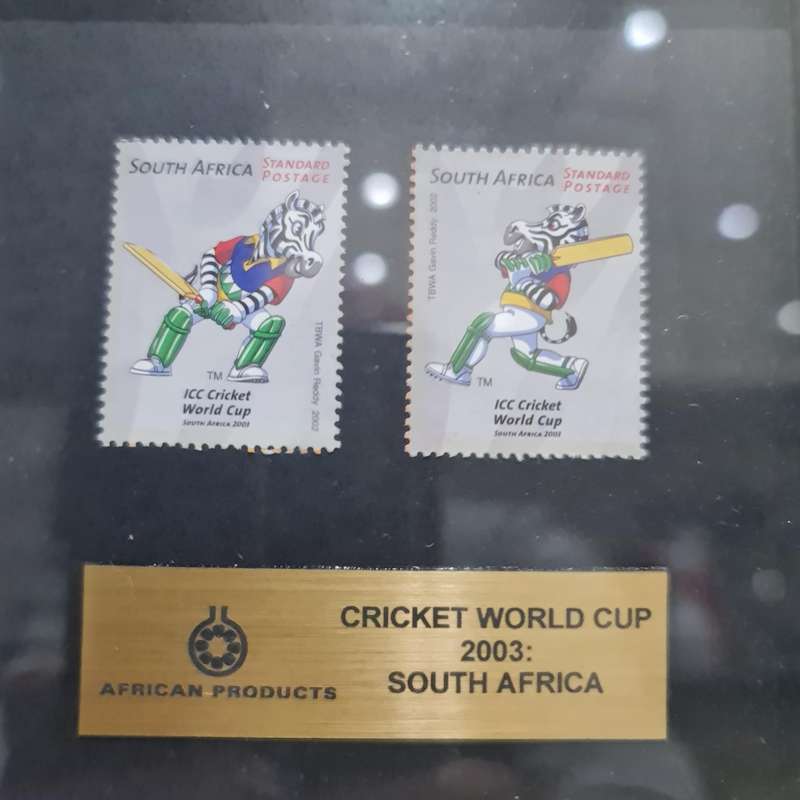 SOUTH AFRICA STANDARD
POSTAGE
TBWA Gavin Reddy 2002
TM
ICC Cricket
World Cup
SOUTH AFRICA 2003
SOUTH AFRICA STANDARD
POSTAGE
TBWA Gavin Reddy 2002
TM
ICC Cricket
World Cup
SOUTH AFRICA 2003
AFRICAN PRODUCTS
CRICKET WORLD CUP
2003:
SOUTH AFRICA